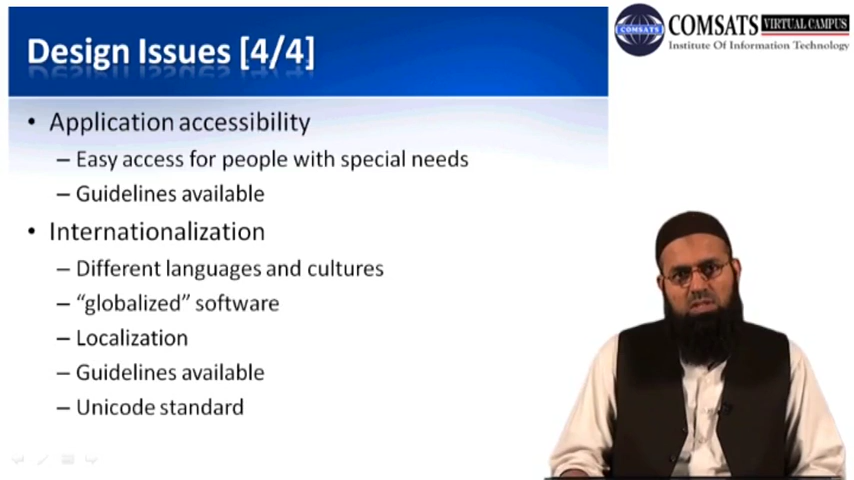 Design Issues [4/4]
COMSATS VIRTUAL CAMPUS
Institute Of Information Technology
COMSATS
• Application accessibility
– Easy access for people with special needs
– Guidelines available
• Internationalization
– Different languages and cultures
– “globalized” software
– Localization
– Guidelines available
– Unicode standard